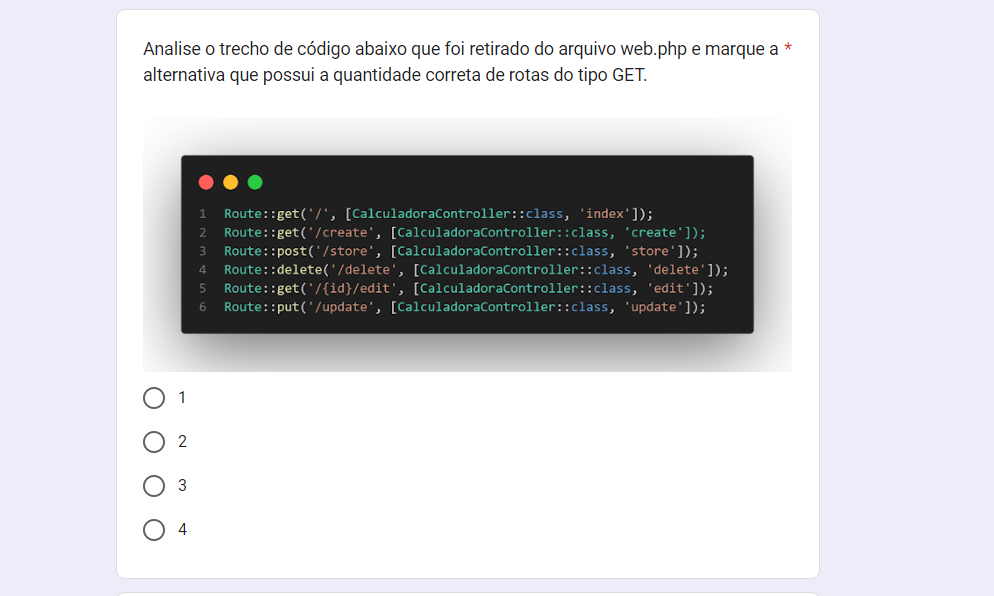 Analise o trecho de código abaixo que foi retirado do arquivo web.php e marque a *
alternativa que possui a quantidade correta de rotas do tipo GET.
1 Route::get('/', [CalculadoraController::class, 'index']);
2 Route::get('/create', [CalculadoraController::class, 'create']);
3 Route::post('/store', [CalculadoraController::class, 'store']);
4 Route::delete('/delete', [CalculadoraController::class, 'delete']);
5 Route::get('/{id}/edit', [CalculadoraController::class, 'edit']);
6 Route::put('/update', [CalculadoraController::class, 'update']);
1
2
3
4